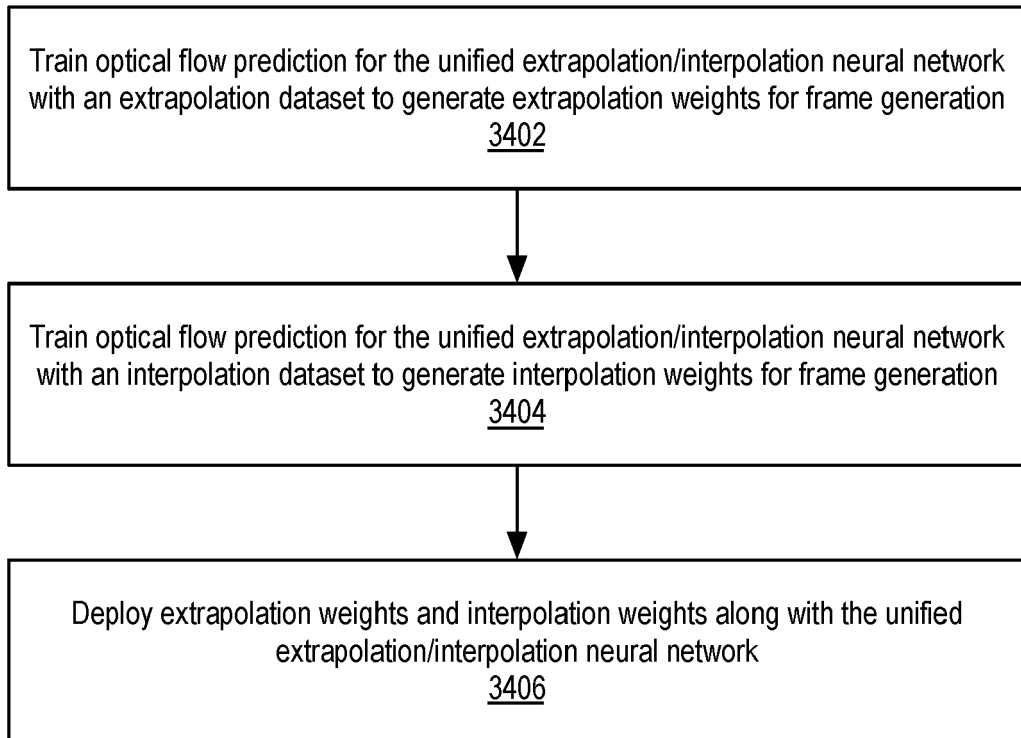 Train optical flow prediction for the unified extrapolation/interpolation neural network
with an extrapolation dataset to generate extrapolation weights for frame generation
3402
Train optical flow prediction for the unified extrapolation/interpolation neural network
with an interpolation dataset to generate interpolation weights for frame generation
3404
Deploy extrapolation weights and interpolation weights along with the unified
extrapolation/interpolation neural network
3406